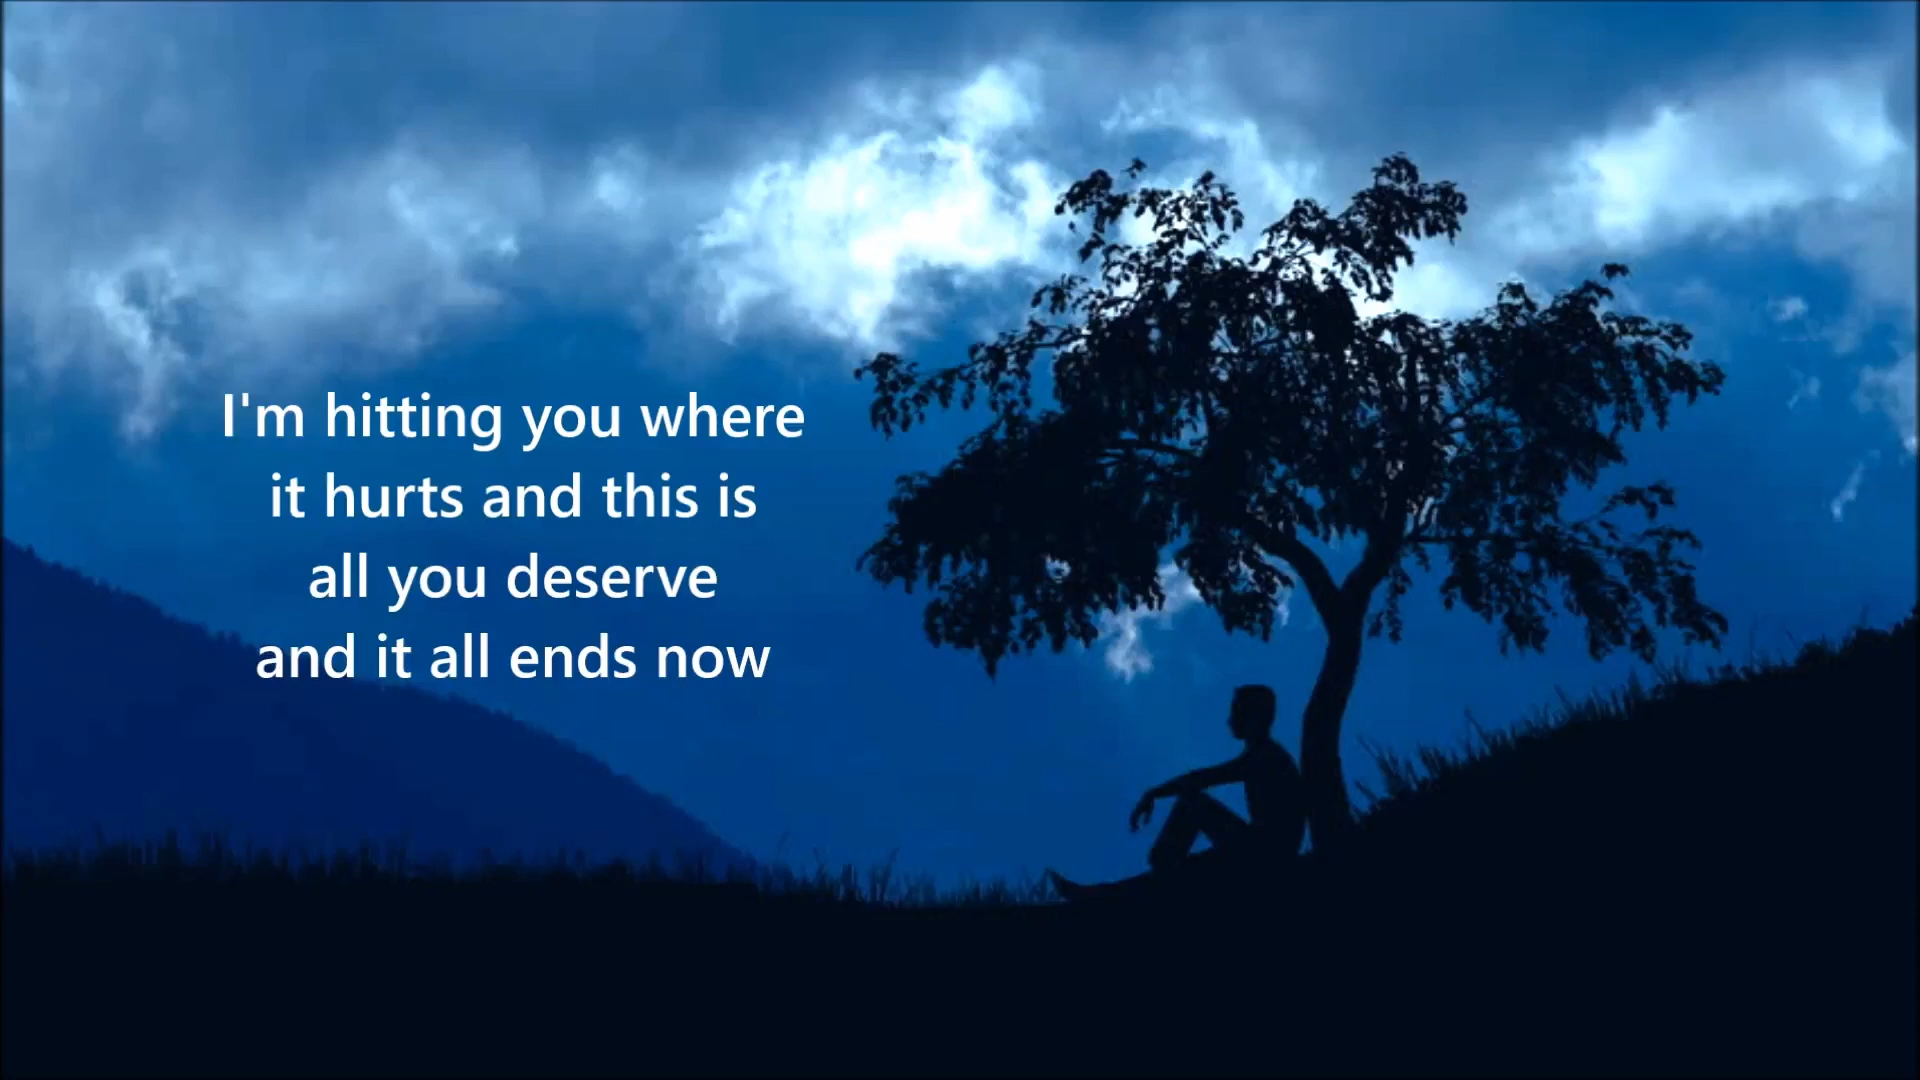 I'm hitting you where
it hurts and this is
all you deserve
and it all ends now